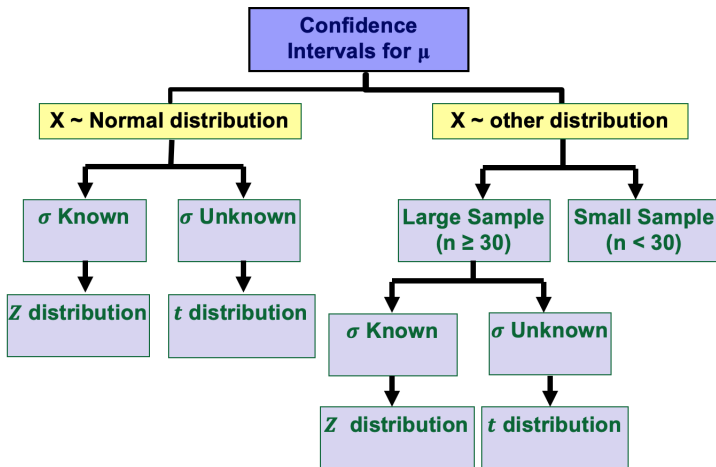 Confidence
Intervals for μ
X ~ Normal distribution
X ~ other distribution
σ Known
σ Unknown
Large Sample
(n ≥ 30)
Small Sample
(n < 30)
Z distribution
t distribution
σ Known
σ Unknown
Z distribution
t distribution